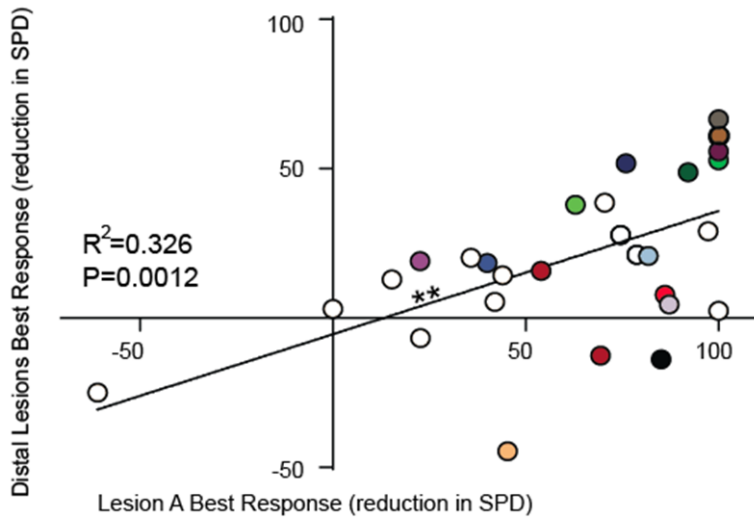 Distal Lesions Best Response (reduction in SPD)
100
50
R²=0.326
P=0.0012
**
-50
50
100
-50
Lesion A Best Response (reduction in SPD)